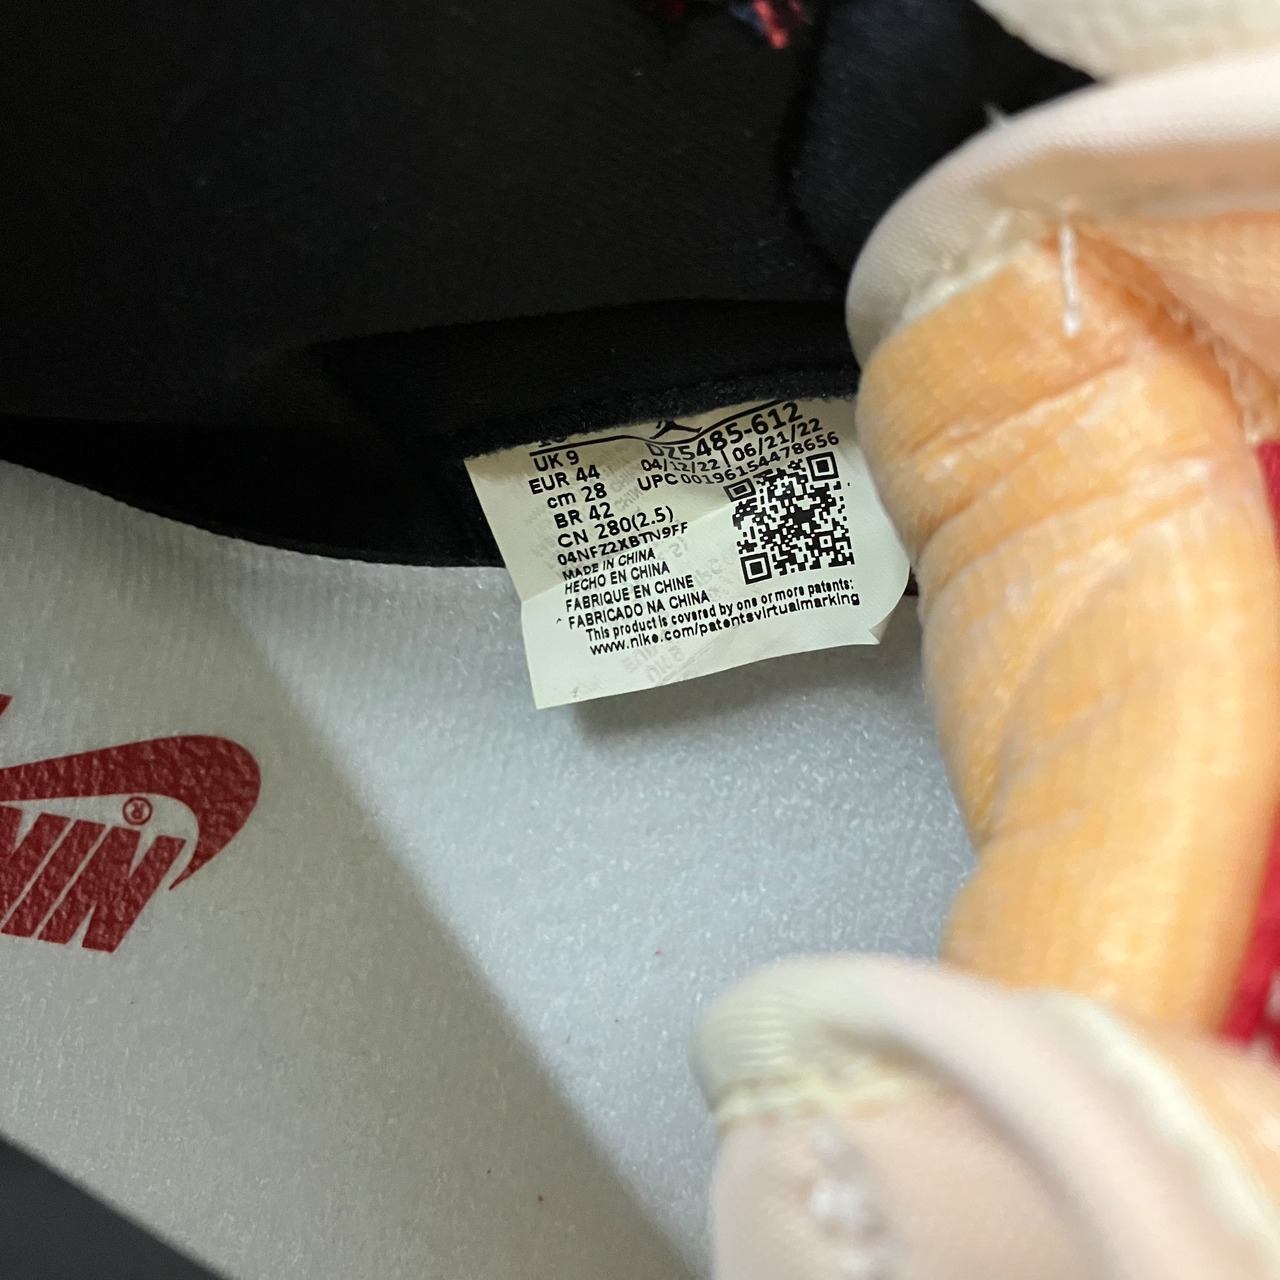 UK 9
EUR 44
cm 28
BR 42
CN 280(2.5)
04NFZ2XBTN9FF
MADE IN CHINA
HECHO EN CHINA
FABRIQUE EN CHINE
FABRICADO NA CHINA
This product is covered by one or more patents:
www.nike.com/patentsvirtualmarking
DZ5485-612
04/12/22 | 06/21/22
UPC 00196154478656
®